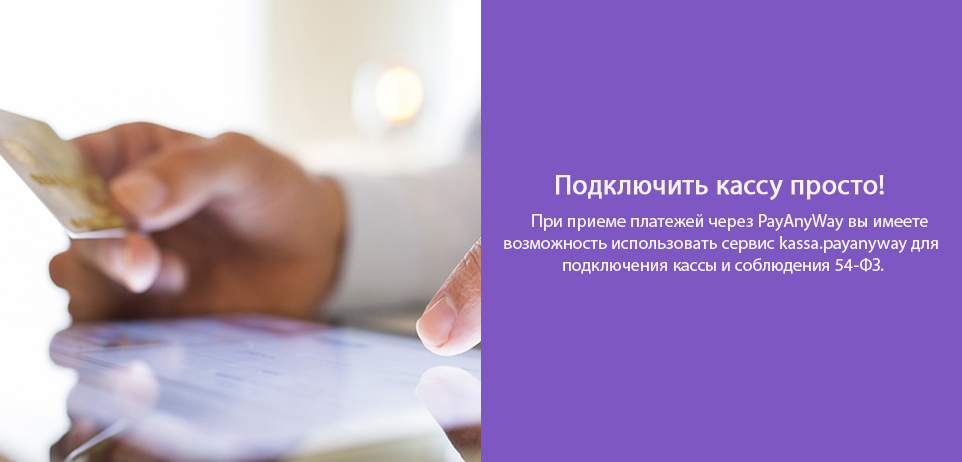 Подключить кассу просто!
При приеме платежей через PayAnyWay вы имеете
возможность использовать сервис kassa.payanyway для
подключения кассы и соблюдения 54-ФЗ.